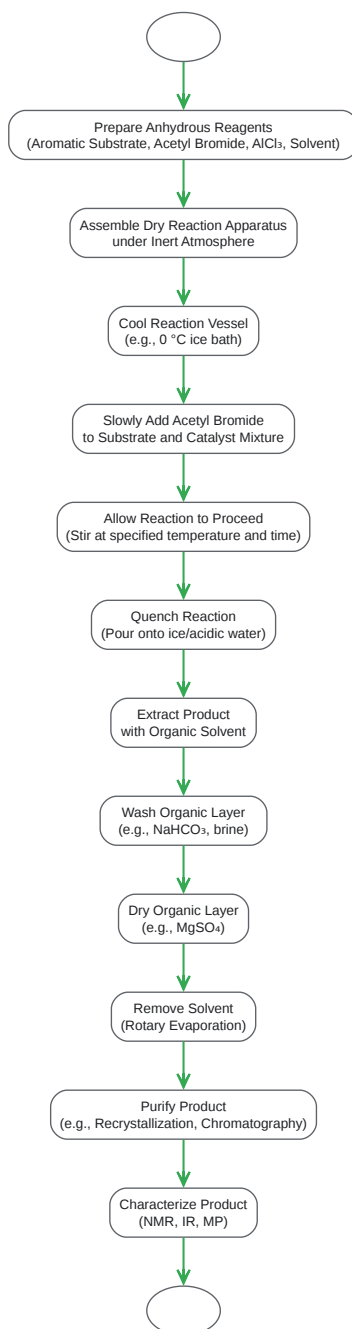 Prepare Anhydrous Reagents
(Aromatic Substrate, Acetyl Bromide, AlCl₃, Solvent)
Assemble Dry Reaction Apparatus
under Inert Atmosphere
Cool Reaction Vessel
(e.g., 0 °C ice bath)
Slowly Add Acetyl Bromide
to Substrate and Catalyst Mixture
Allow Reaction to Proceed
(Stir at specified temperature and time)
Quench Reaction
(Pour onto ice/acidic water)
Extract Product
with Organic Solvent
Wash Organic Layer
(e.g., NaHCO₃, brine)
Dry Organic Layer
(e.g., MgSO₄)
Remove Solvent
(Rotary Evaporation)
Purify Product
(e.g., Recrystallization, Chromatography)
Characterize Product
(NMR, IR, MP)